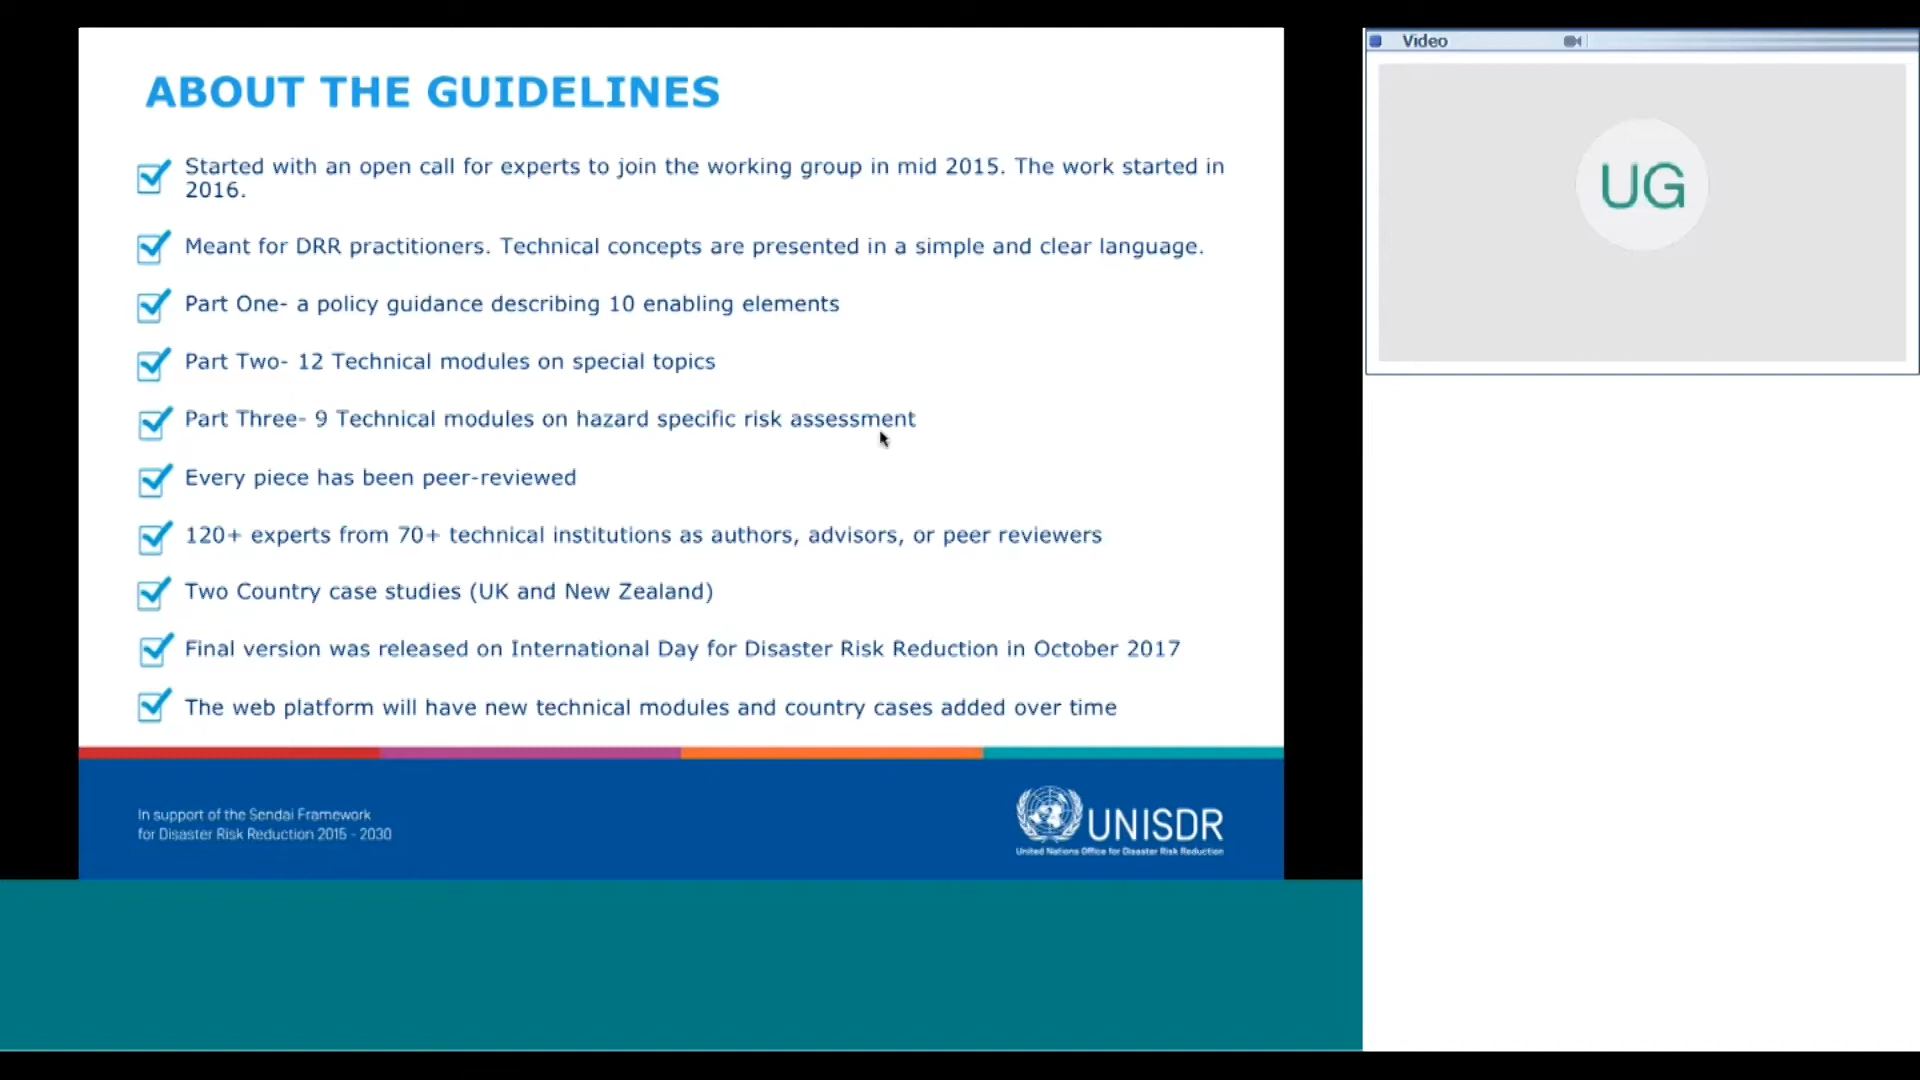 ABOUT THE GUIDELINES
Started with an open call for experts to join the working group in mid 2015. The work started in
2016.
Meant for DRR practitioners. Technical concepts are presented in a simple and clear language.
Part One- a policy guidance describing 10 enabling elements
Part Two- 12 Technical modules on special topics
Part Three- 9 Technical modules on hazard specific risk assessment
Every piece has been peer-reviewed
120+ experts from 70+ technical institutions as authors, advisors, or peer reviewers
Two Country case studies (UK and New Zealand)
Final version was released on International Day for Disaster Risk Reduction in October 2017
The web platform will have new technical modules and country cases added over time
In support of the Sendai Framework
for Disaster Risk Reduction 2015 - 2030
UNISDR
United Nations Office for Disaster Risk Reduction
Video
UG